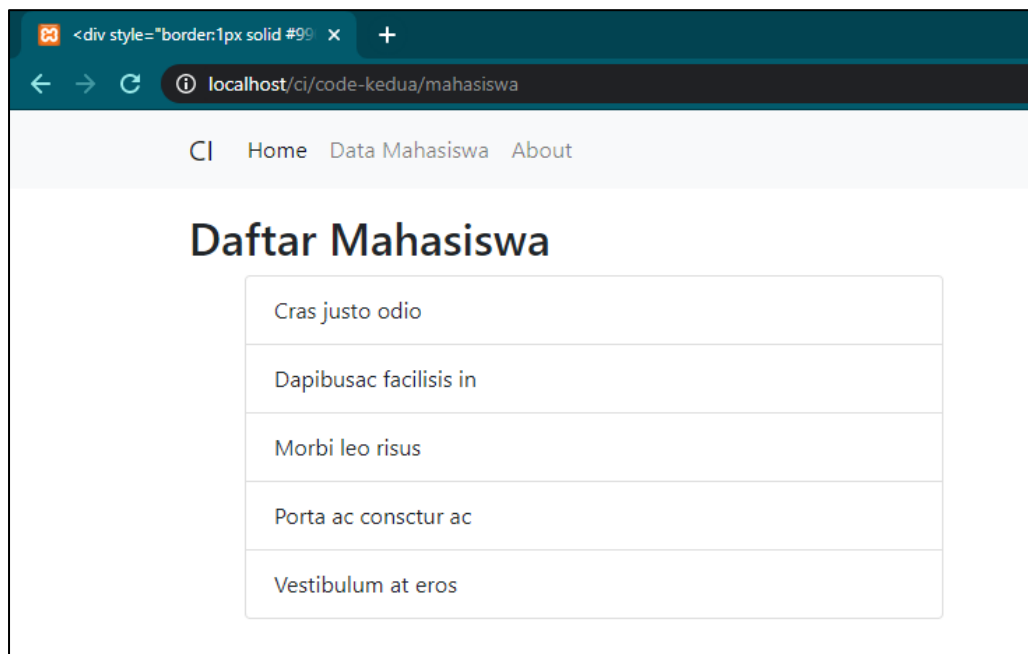 <div style="border:1px solid #99
localhost/ci/code-kedua/mahasiswa
CI Home Data Mahasiswa About
Daftar Mahasiswa
Cras justo odio
Dapibusac facilisis in
Morbi leo risus
Porta ac consctur ac
Vestibulum at eros